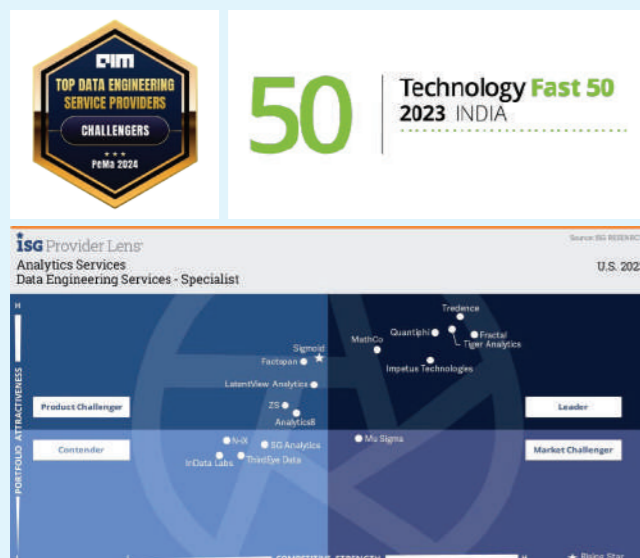 AIM
TOP DATA ENGINEERING
SERVICE PROVIDERS
CHALLENGERS
PeMa 2024
50
Technology Fast 50
2023 INDIA
ISG Provider Lens
Source: ISG RESEARCH
Analytics Services
U.S. 202
Data Engineering Services - Specialist
H
Tredence
Quantiphi
Fractal
MathCo
Tiger Analytics
Sigmoid
Factspan
Impetus Technologies
LatentView Analytics
ZS
Analytics8
Product Challenger
Leader
PORTFOLIO ATTRACTIVENESS
N-iX
SG Analytics
Mu Sigma
Contender
Market Challenger
InData Labs
ThirdEye Data
COMPETITIVE STRENGTH
H
Rising Star